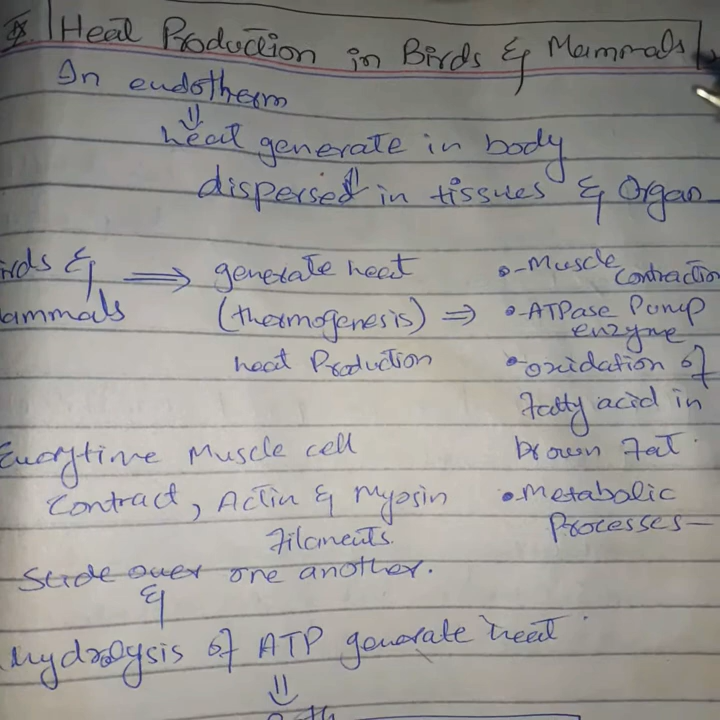 Heat Production in Birds & Mammals
In endotherm
⇓
heat generate in body
⇓
dispersed in tissues & Organ
irds & ammals ⇒ generate heat (thermogenesis) heat Production ⇒
•-Muscle contraction
•-ATPase Pump enzyme
•-oxidation of
Fatty acid in
brown Fat.
•-Metabolic
Processes-
Everytime Muscle cell
Contract, Actin & Myosin
Filaments.
Slide over one another.
&
Hydrolysis of ATP generate heat
⇓